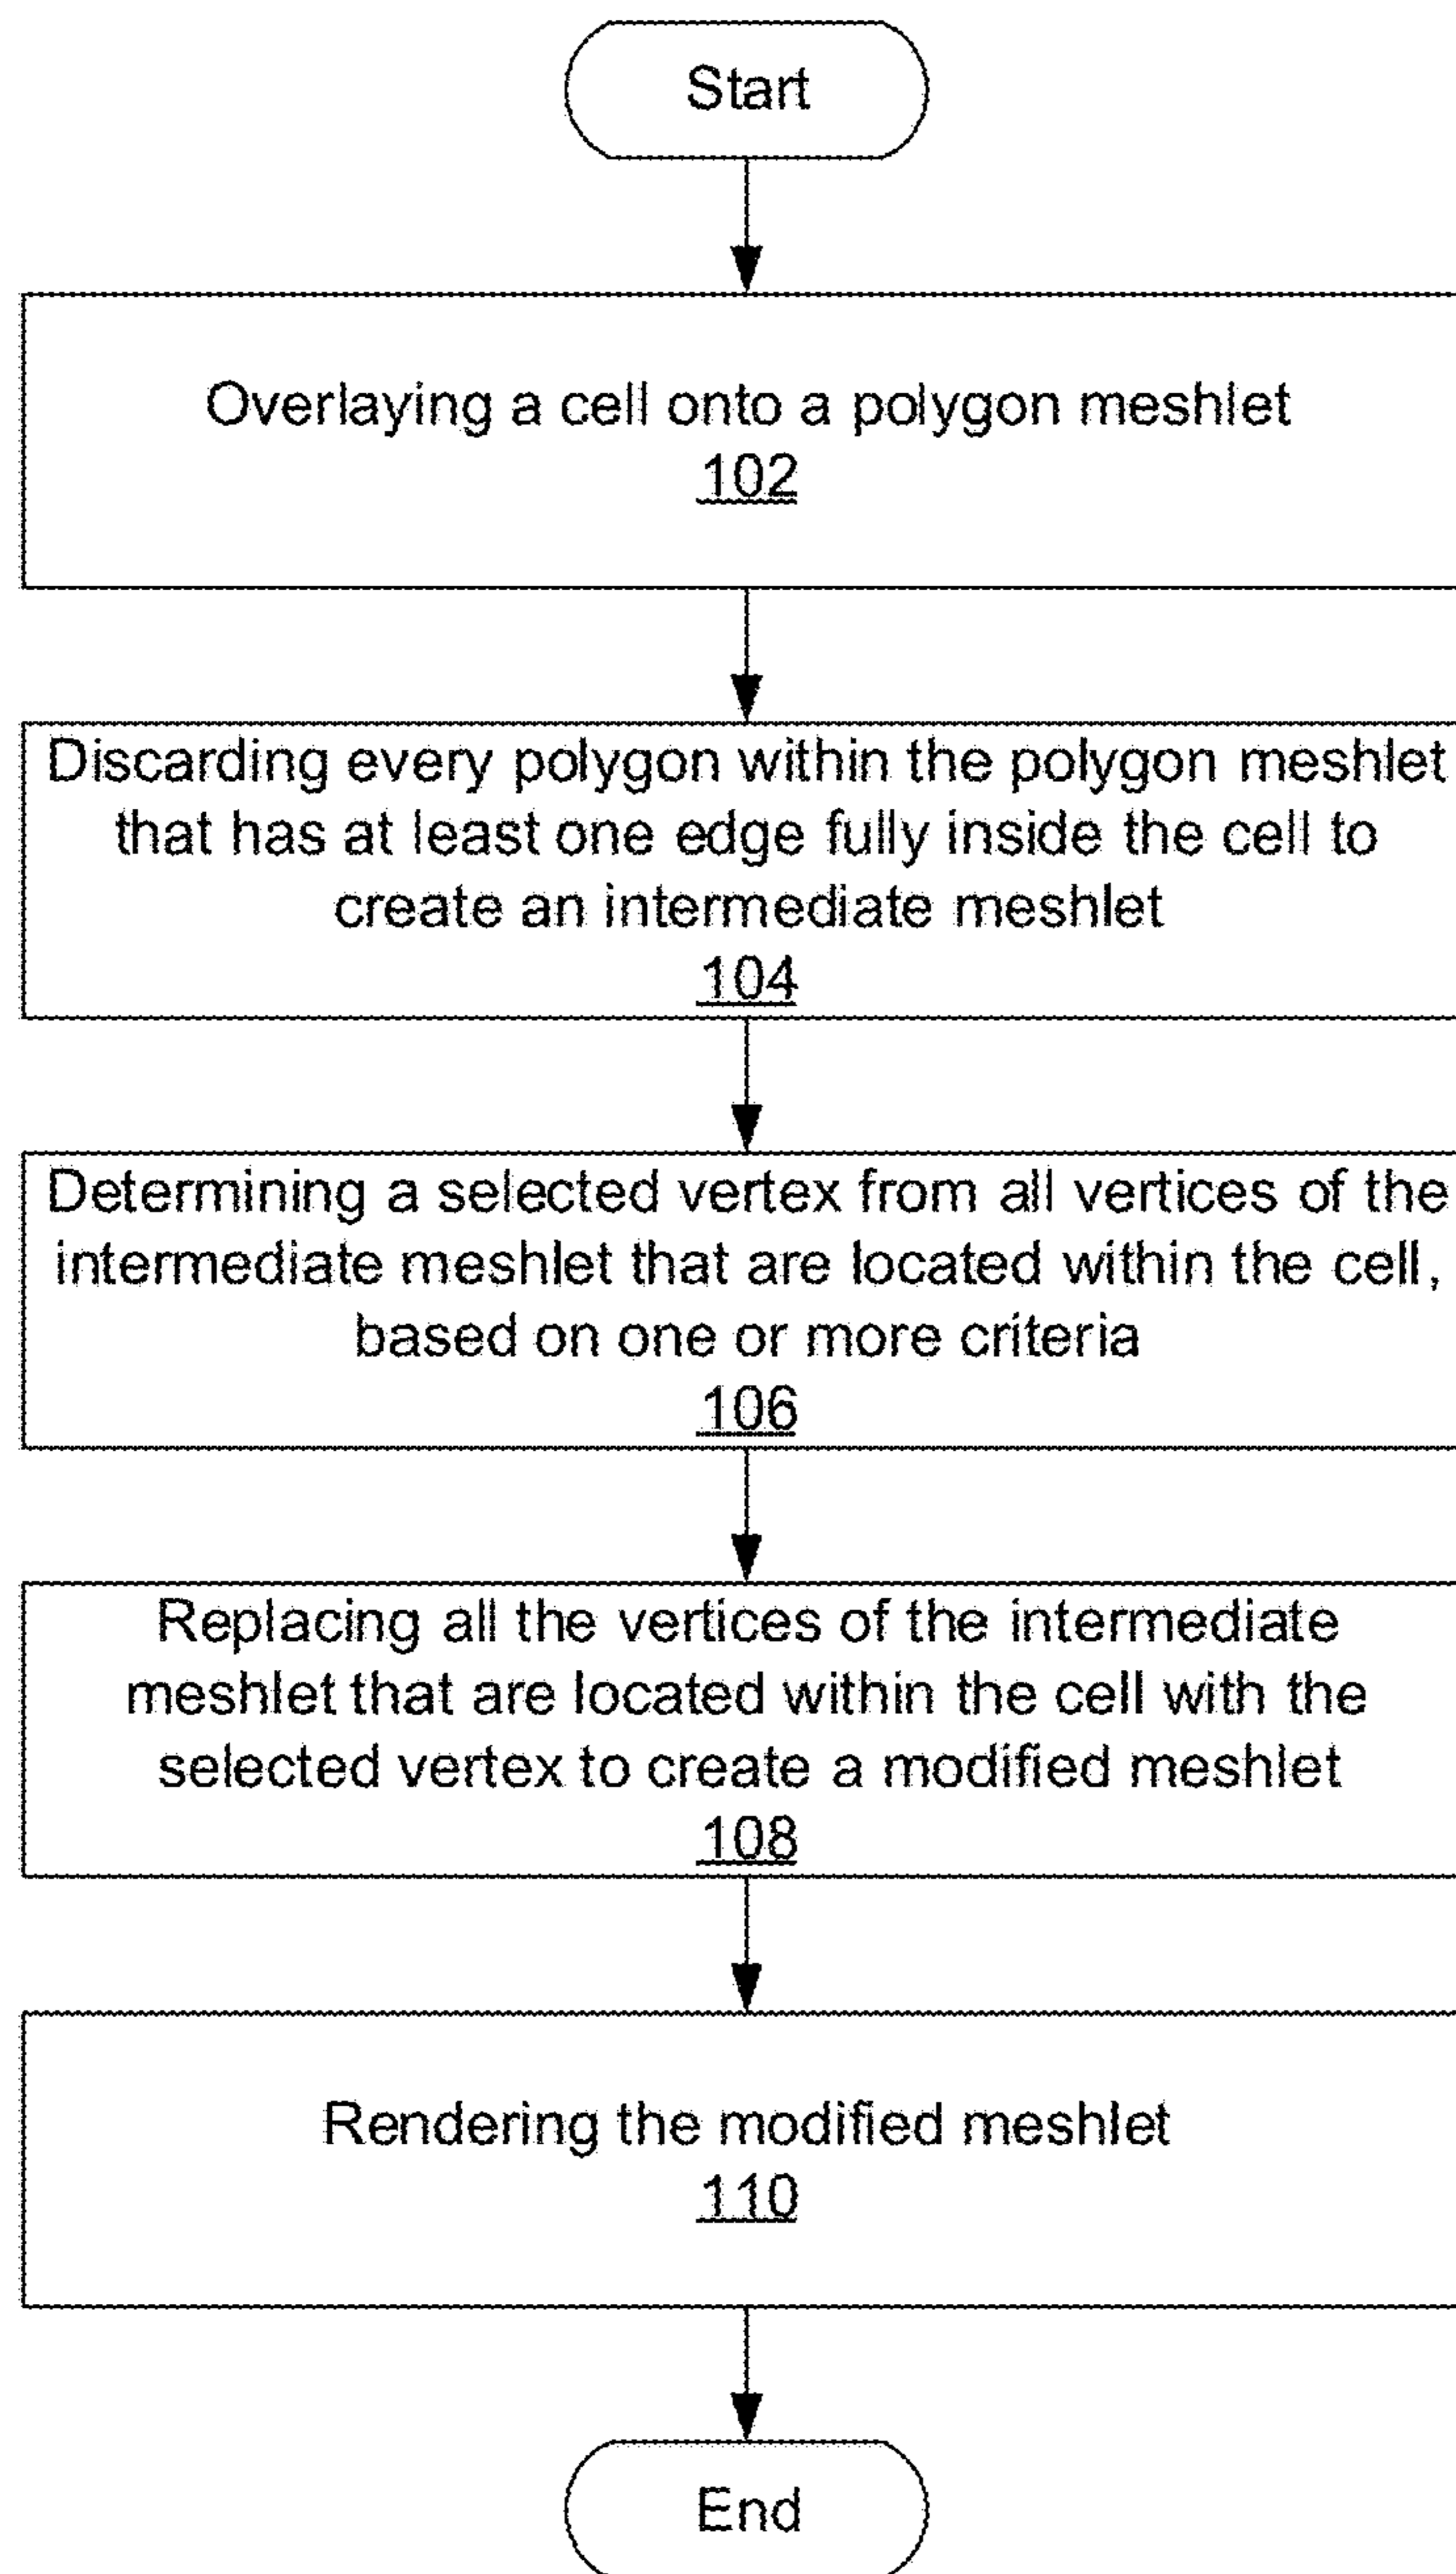 Start
Overlaying a cell onto a polygon meshlet
102
Discarding every polygon within the polygon meshlet
that has at least one edge fully inside the cell to
create an intermediate meshlet
104
Determining a selected vertex from all vertices of the
intermediate meshlet that are located within the cell,
based on one or more criteria
106
Replacing all the vertices of the intermediate
meshlet that are located within the cell with the
selected vertex to create a modified meshlet
108
Rendering the modified meshlet
110
End